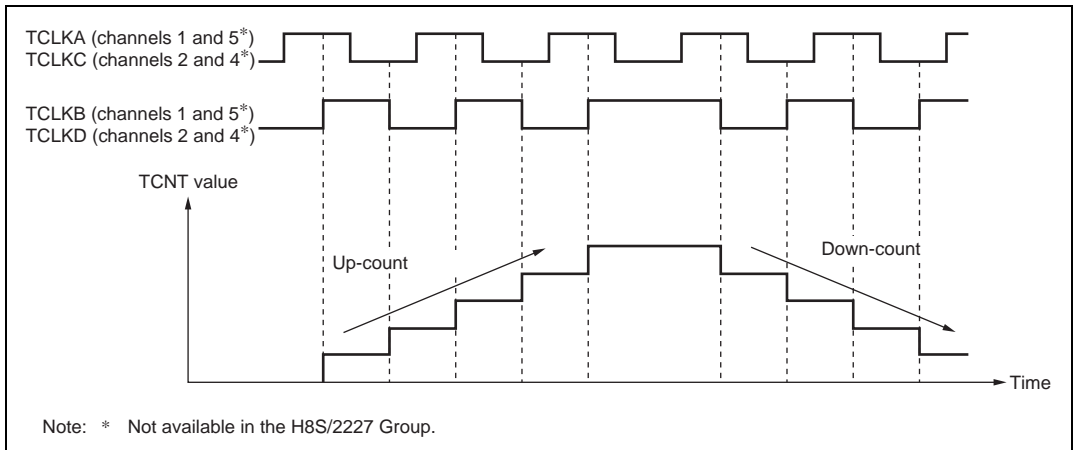 TCLKA (channels 1 and 5*)
TCLKC (channels 2 and 4*)
TCLKB (channels 1 and 5*)
TCLKD (channels 2 and 4*)
TCNT value
Up-count
Down-count
Time
Note: * Not available in the H8S/2227 Group.